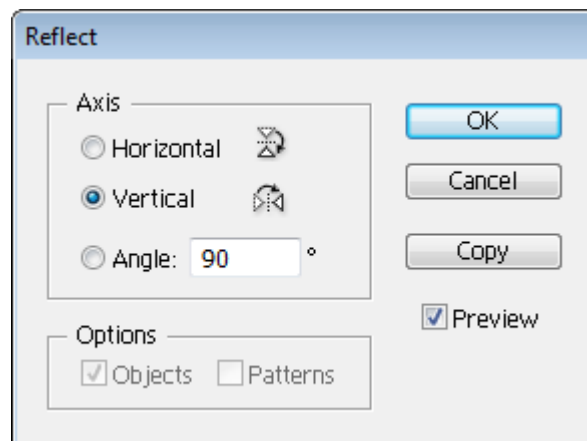 Reflect
Axis
Horizontal
Vertical
Angle: 90 °
Options
Objects Patterns
OK
Cancel
Copy
Preview